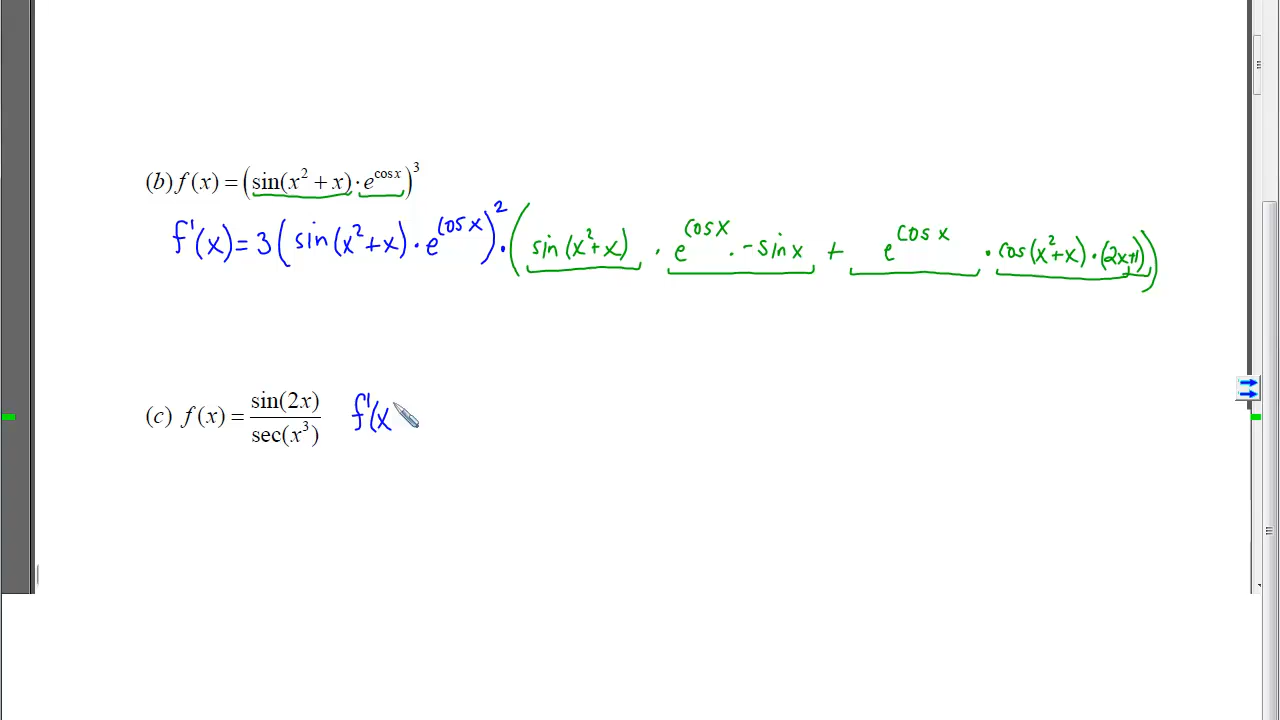 (b) f(x) = (sin(x² + x) · e^{cos x})³
f'(x) = 3(sin(x² + x) · e^{cos x})² · (sin(x² + x) · e^{cos x} · -sin x + e^{cos x} · cos(x² + x) · (2x+1))
(c) f(x) = sin(2x) / sec(x³) f'(x